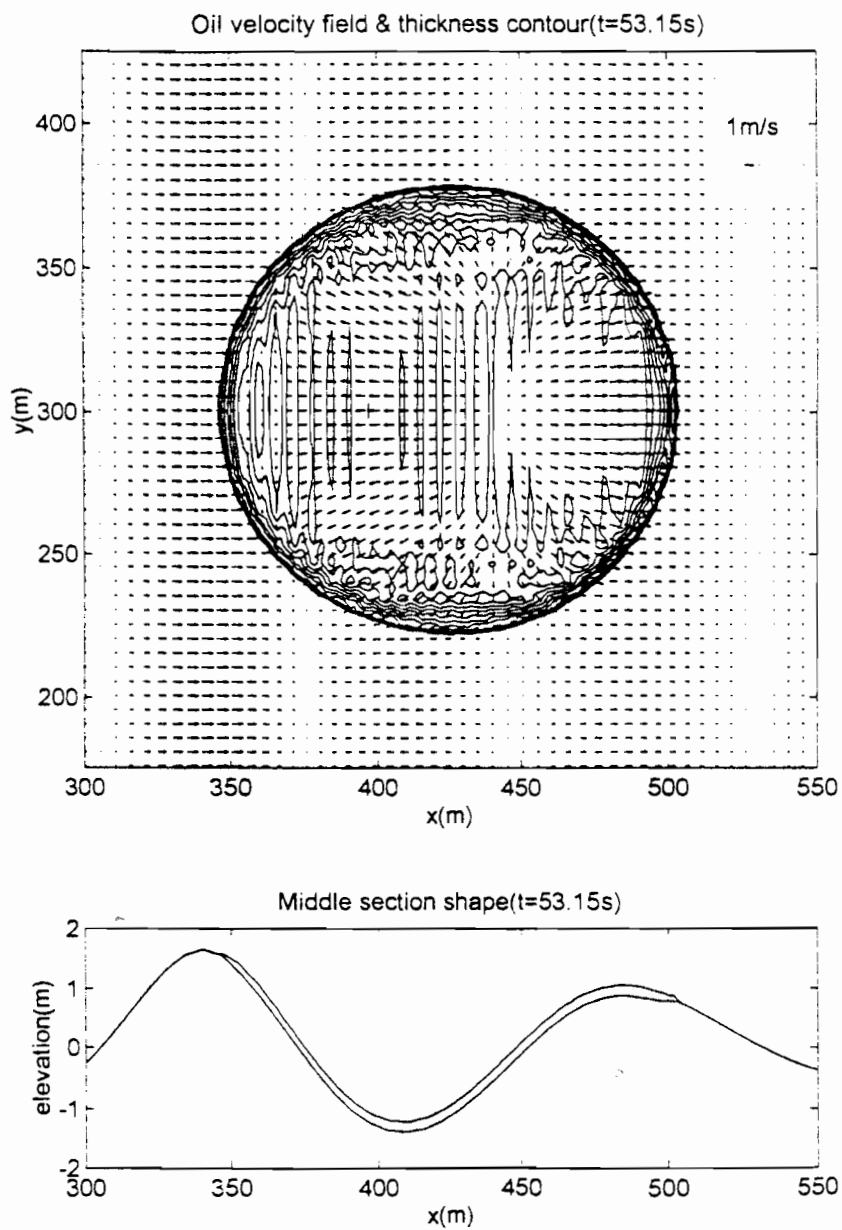 Oil velocity field & thickness contour(t=53.15s)
400
350
300
250
200
y(m)
1m/s
300 350 400 450 500 550
x(m)
Middle section shape(t=53.15s)
2
1
0
-1
-2
elevation(m)
300 350 400 450 500 550
x(m)